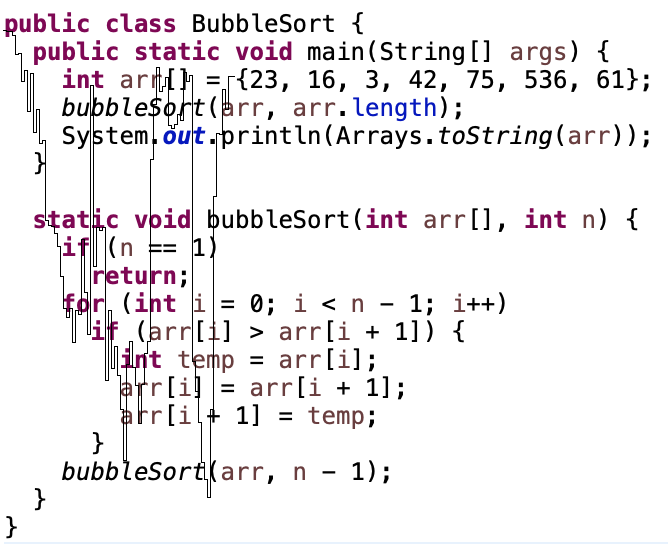 public class BubbleSort {
public static void main(String[] args) {
int arr[] = {23, 16, 3, 42, 75, 536, 61};
bubbleSort(arr, arr.length);
System.out.println(Arrays.toString(arr));
}
static void bubbleSort(int arr[], int n) {
if (n == 1)
return;
for (int i = 0; i < n - 1; i++)
if (arr[i] > arr[i + 1]) {
int temp = arr[i];
arr[i] = arr[i + 1];
arr[i + 1] = temp;
}
bubbleSort(arr, n - 1);
}
}